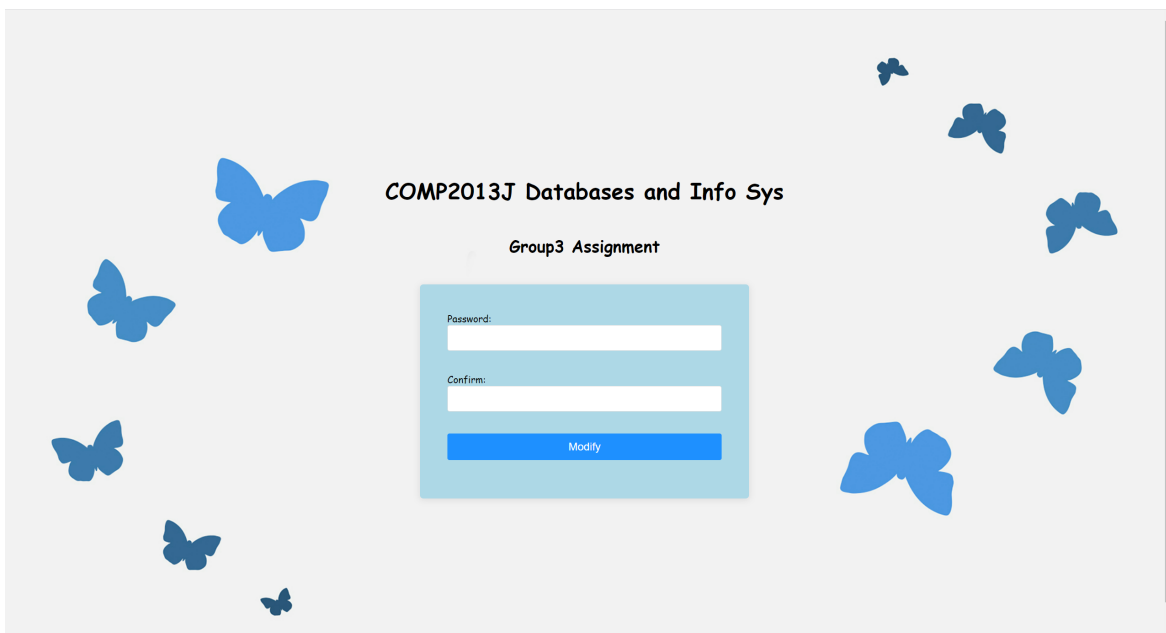 COMP2013J Databases and Info Sys
Group3 Assignment
Password:
Confirm:
Modify